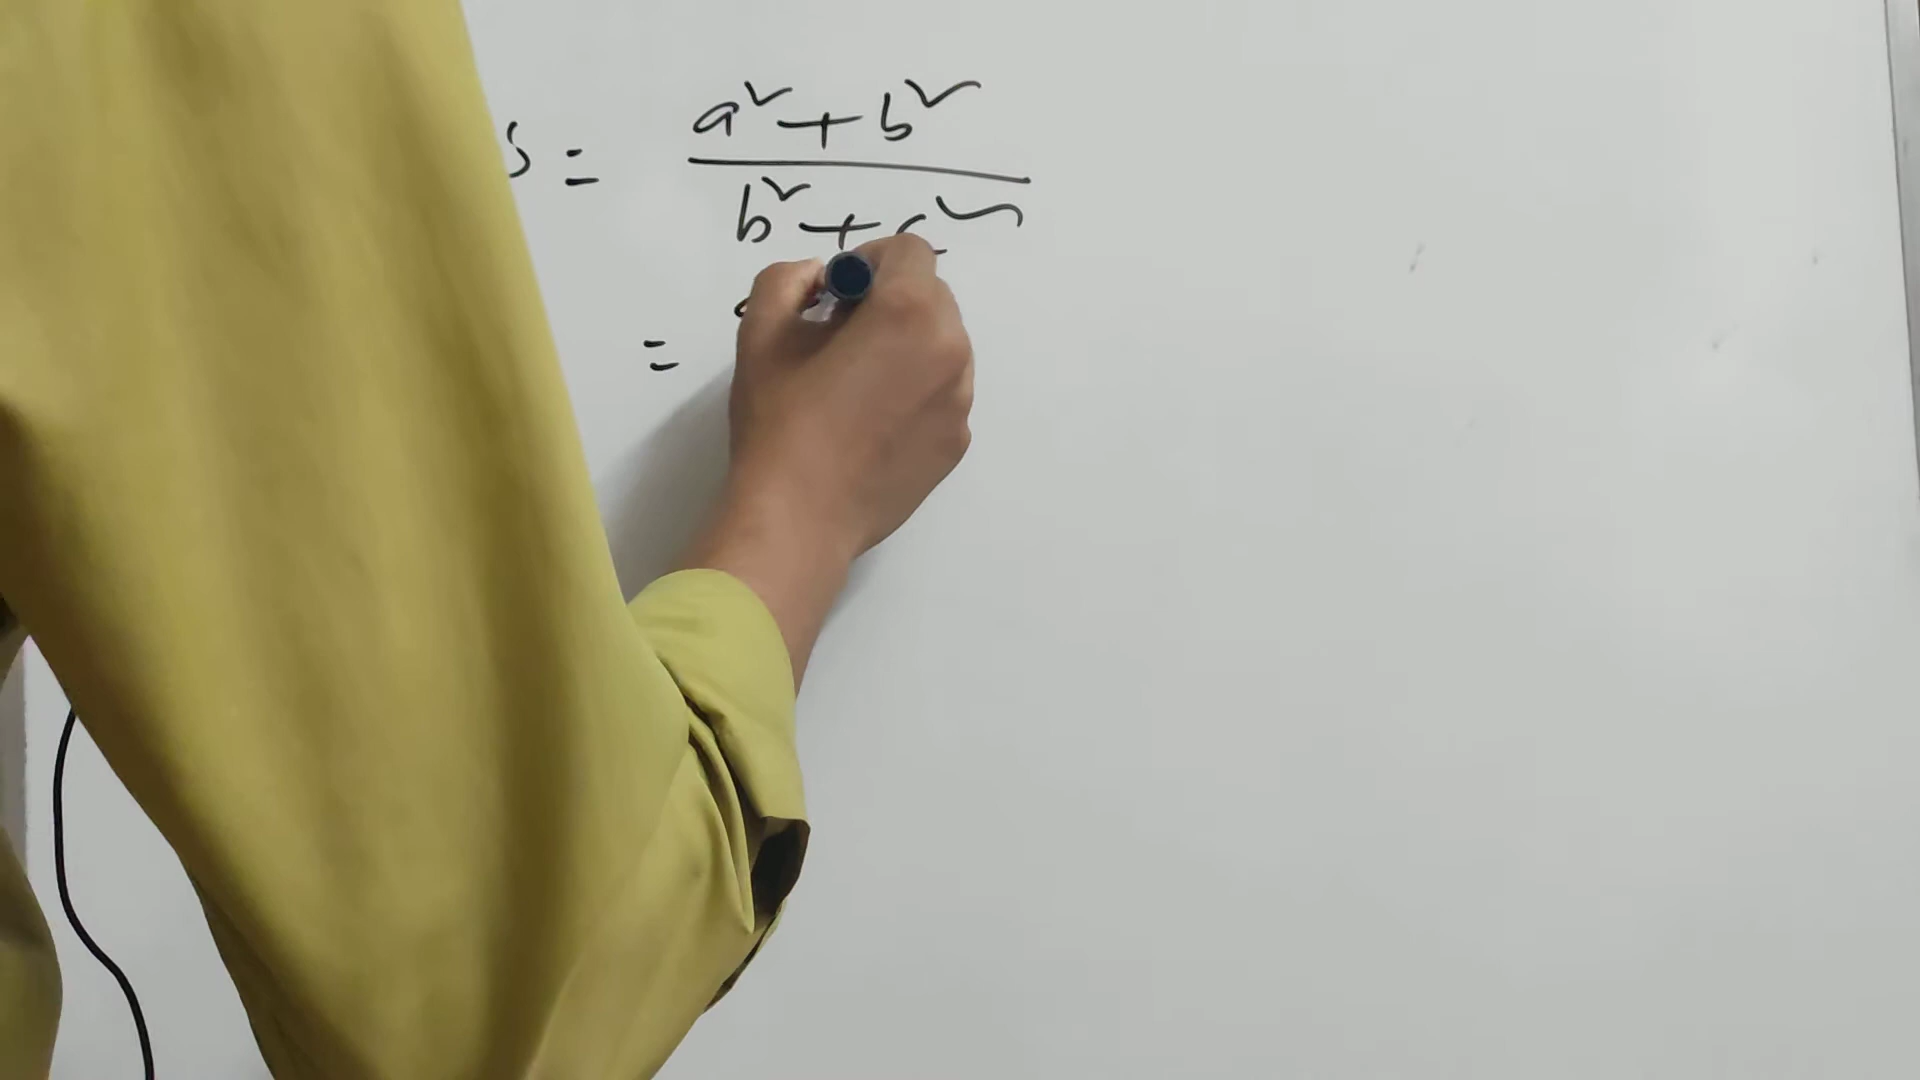 S = a² + b²
b² + c²
=